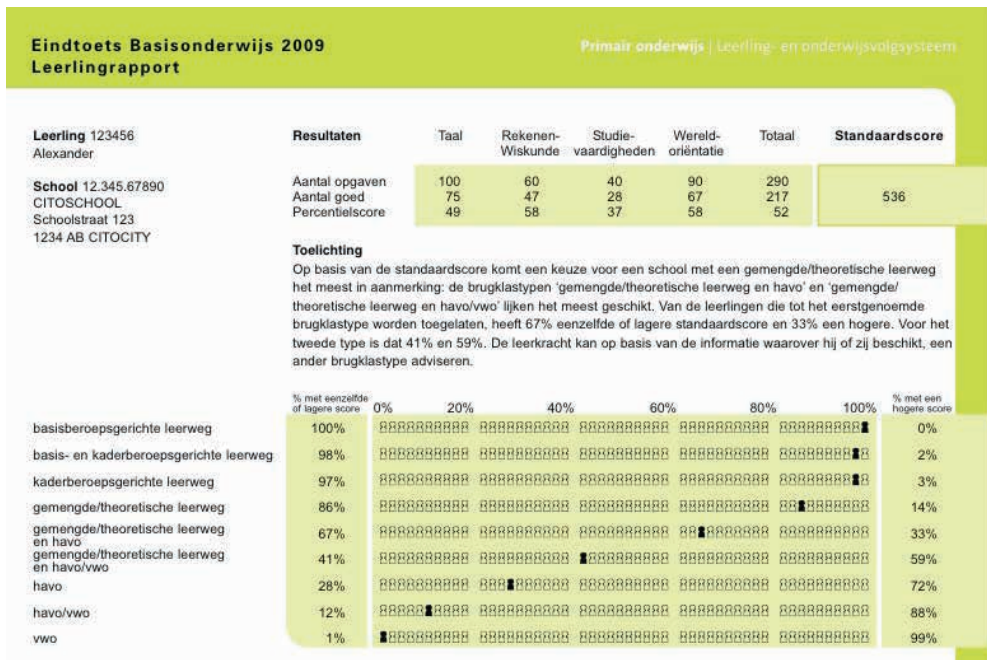 Eindtoets Basisonderwijs 2009
Leerlingrapport
Primair onderwijs | Leerling- en onderwijsvolgsysteem
Leerling 123456
Alexander
School 12.345.67890
CITOSCHOOL
Schoolstraat 123
1234 AB CITOCITY
Resultaten Taal Rekenen-Wiskunde Studie-vaardigheden Wereld-oriëntatie Totaal Standaardscore
Aantal opgaven 100 60 40 90 290
Aantal goed 75 47 28 67 217 536
Percentielscore 49 58 37 58 52
Toelichting
Op basis van de standaardscore komt een keuze voor een school met een gemengde/theoretische leerweg
het meest in aanmerking: de brugklastypen ‘gemengde/theoretische leerweg en havo’ en ‘gemengde/
theoretische leerweg en havo/vwo’ lijken het meest geschikt. Van de leerlingen die tot het eerstgenoemde
brugklastype worden toegelaten, heeft 67% eenzelfde of lagere standaardscore en 33% een hogere. Voor het
tweede type is dat 41% en 59%. De leerkracht kan op basis van de informatie waarover hij of zij beschikt, een
ander brugklastype adviseren.
% met eenzelfde of lagere score 0% 20% 40% 60% 80% 100% % met een hogere score
basisberoepsgerichte leerweg 100% 0%
basis- en kaderberoepsgerichte leerweg 98% 2%
kaderberoepsgerichte leerweg 97% 3%
gemengde/theoretische leerweg 86% 14%
gemengde/theoretische leerweg en havo 67% 33%
gemengde/theoretische leerweg en havo/vwo 41% 59%
havo 28% 72%
havo/vwo 12% 88%
vwo 1% 99%